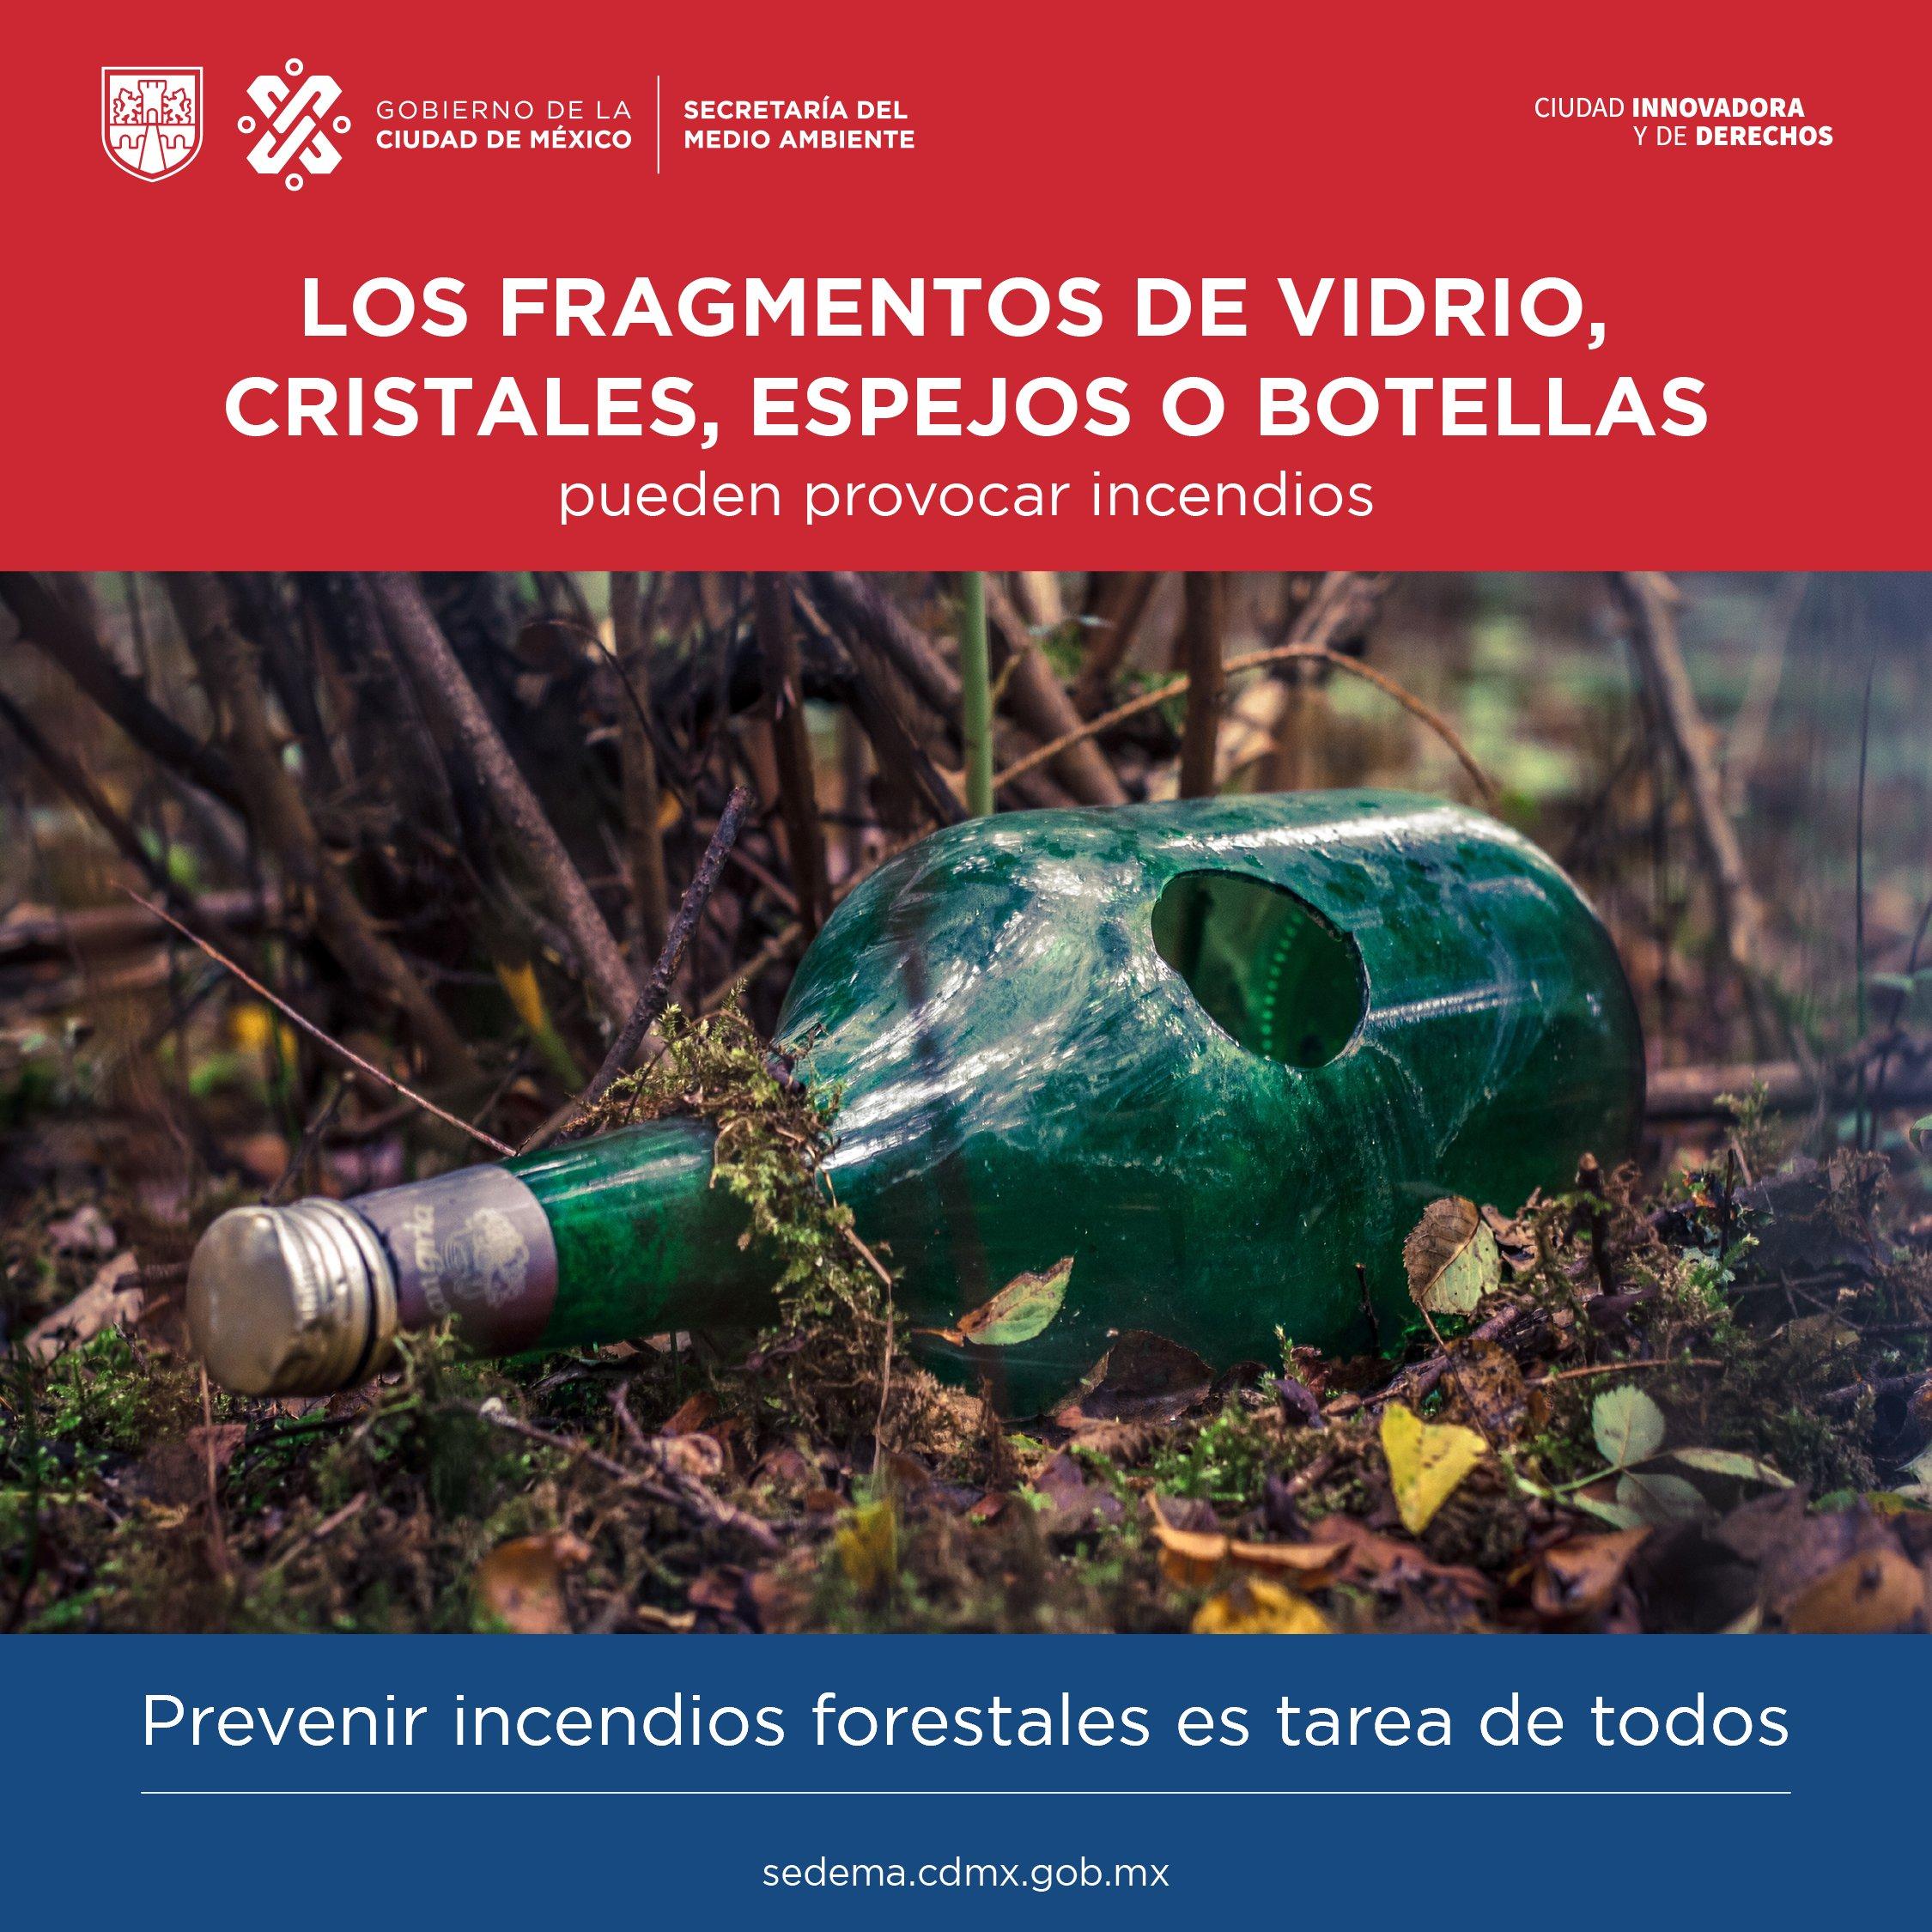 GOBIERNO DE LA
CIUDAD DE MÉXICO
SECRETARÍA DEL
MEDIO AMBIENTE
CIUDAD INNOVADORA
Y DE DERECHOS
LOS FRAGMENTOS DE VIDRIO,
CRISTALES, ESPEJOS O BOTELLAS
pueden provocar incendios
Prevenir incendios forestales es tarea de todos
sedema.cdmx.gob.mx